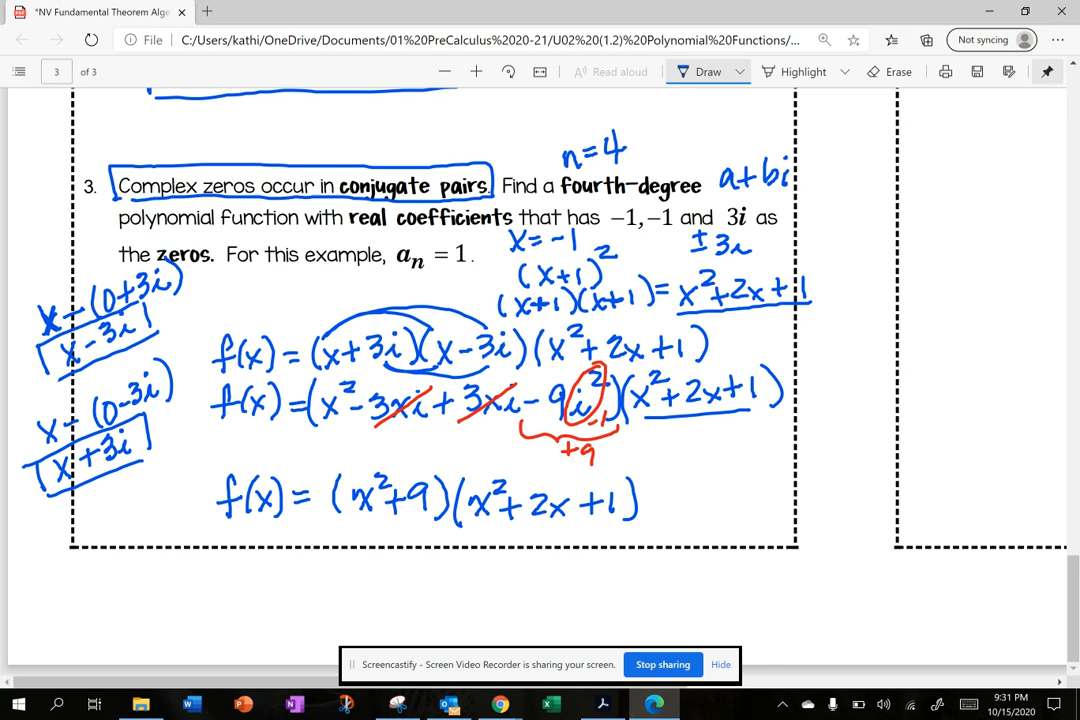 *NV Fundamental Theorem Alge
File C:/Users/kathi/OneDrive/Documents/01%20PreCalculus%2020-21/U02%20(1.2)%20Polynomial%20Functions/... Not syncing
3 of 3 Read aloud Draw Highlight Erase
n=4
3. Complex zeros occur in conjugate pairs. Find a fourth-degree a+bi
polynomial function with real coefficients that has −1, −1 and 3i as
x=-1 ±3i
the zeros. For this example, aₙ = 1.
(x+1)²
x-(0+3i) (x+1)(x+1)= x²+2x+1
x-3i
f(x) = (x+3i)(x-3i)(x²+2x+1)
f(x) =(x²-3xi+3xi-9i²)(x²+2x+1)
-1
x-(0-3i)
x+3i
+9
f(x) = (x²+9)(x²+2x+1)
Screencastify - Screen Video Recorder is sharing your screen. Stop sharing Hide
9:31 PM
10/15/2020